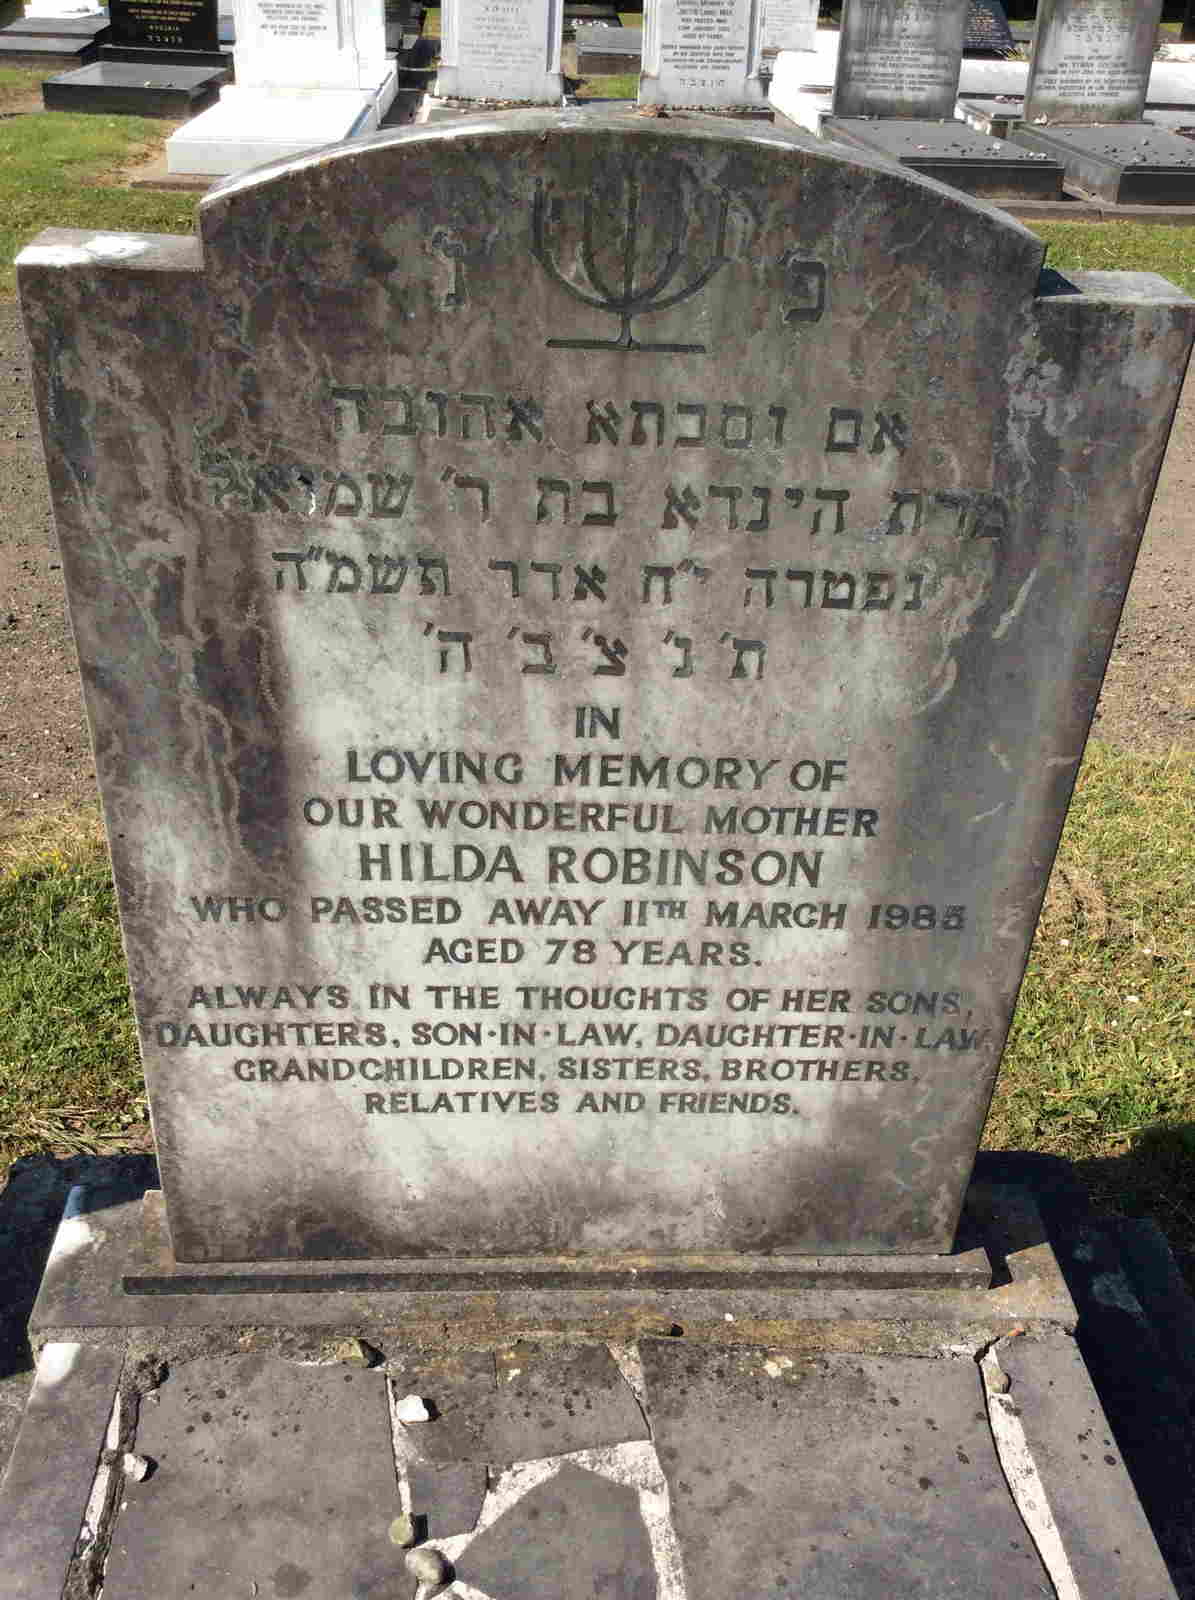 פ' נ'
אם וסבתא אהובה
מרת הינדא בת ר' שמואל
נפטרה י"ח אדר תשמ"ה
ת' נ' צ' ב' ה'
IN
LOVING MEMORY OF
OUR WONDERFUL MOTHER
HILDA ROBINSON
WHO PASSED AWAY 11TH MARCH 1985
AGED 78 YEARS.
ALWAYS IN THE THOUGHTS OF HER SONS,
DAUGHTERS, SON·IN·LAW, DAUGHTER·IN·LAW,
GRANDCHILDREN, SISTERS, BROTHERS,
RELATIVES AND FRIENDS.